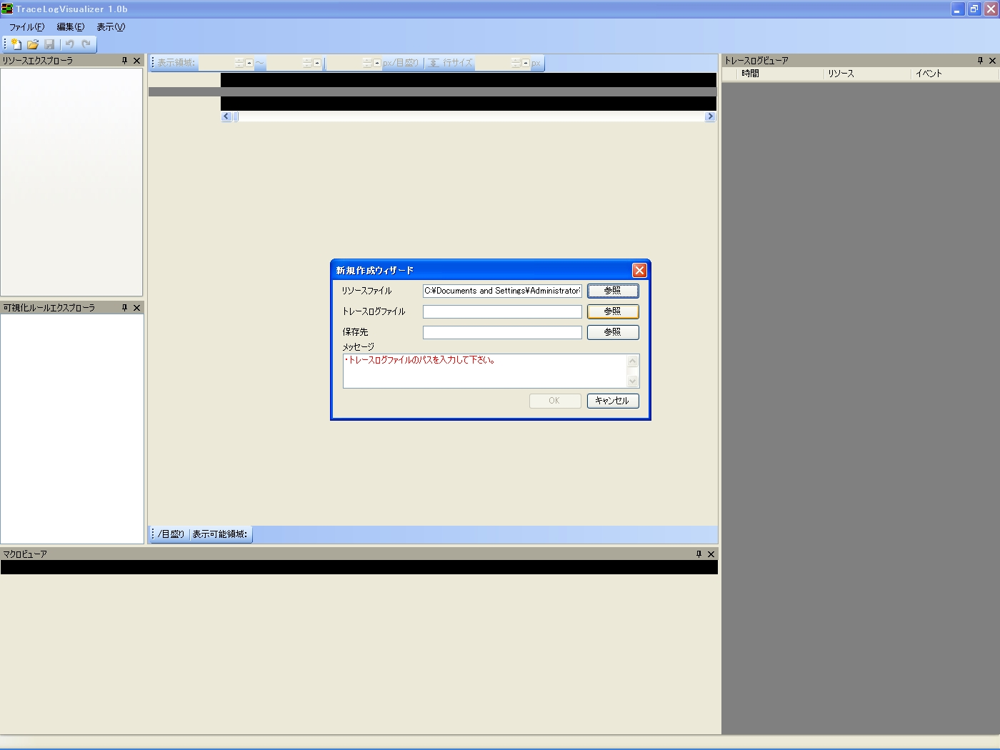 TraceLogVisualizer 1.0b
ファイル(F) 編集(E) 表示(V)
リソースエクスプローラ
表示領域: ～ px/目盛り 行サイズ px
トレースログビューア
時間 リソース イベント
可視化ルールエクスプローラ
新規作成ウィザード
リソースファイル C:¥Documents and Settings¥Administrator¥ 参照
トレースログファイル 参照
保存先 参照
メッセージ
・トレースログファイルのパスを入力して下さい。
OK キャンセル
/目盛り 表示可能領域:
マクロビューア